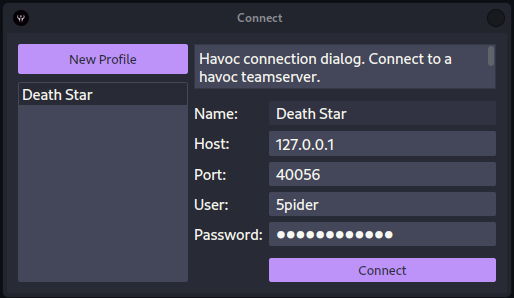 Connect
New Profile
Death Star
Havoc connection dialog. Connect to a
havoc teamserver.
Name: Death Star
Host: 127.0.0.1
Port: 40056
User: 5pider
Password: ●●●●●●●●●●●●
Connect